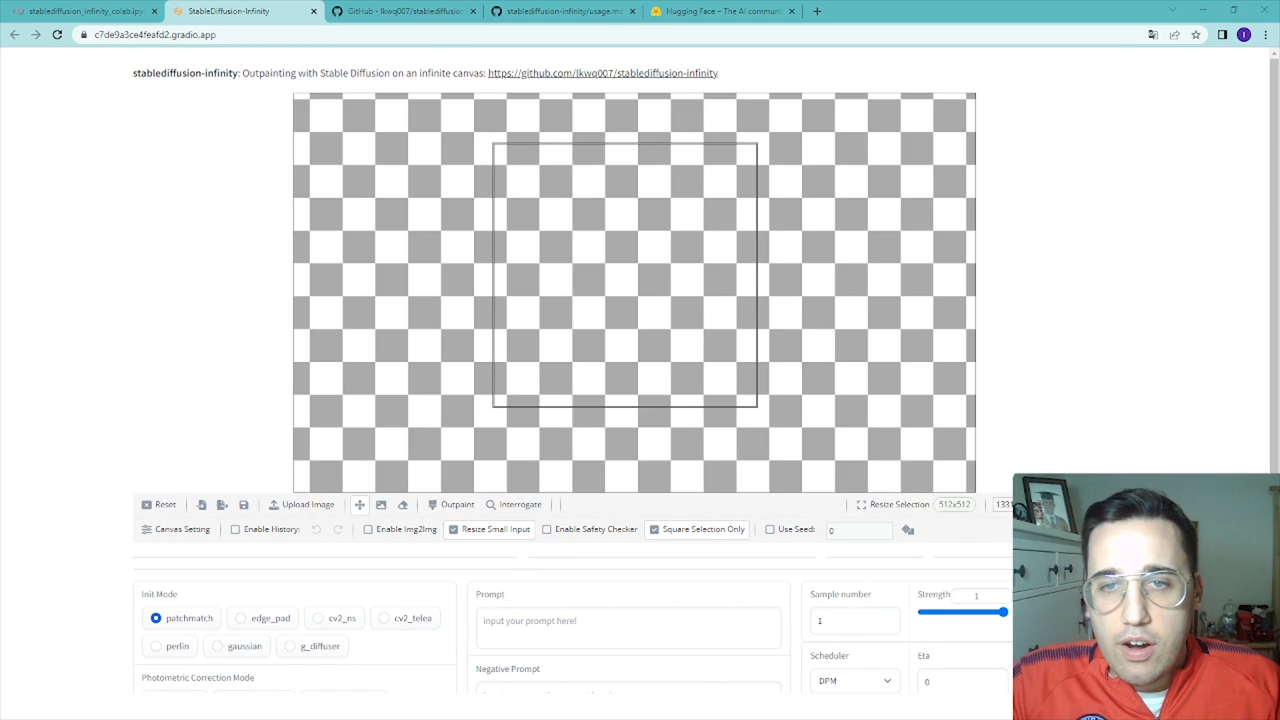 stablediffusion_infinity_colab.ipy
StableDiffusion-Infinity
GitHub - lkwq007/stablediffusion
stablediffusion-infinity/usage.md
Hugging Face – The AI communi
c7de9a3ce4feafd2.gradio.app
stablediffusion-infinity: Outpainting with Stable Diffusion on an infinite canvas: https://github.com/lkwq007/stablediffusion-infinity
Reset Upload Image Outpaint Interrogate Resize Selection 512x512 1331
Canvas Setting Enable History: Enable Img2Img Resize Small Input Enable Safety Checker Square Selection Only Use Seed: 0
Init Mode
patchmatch edge_pad cv2_ns cv2_telea
perlin gaussian g_diffuser
Photometric Correction Mode
Prompt
input your prompt here!
Negative Prompt
Sample number
1
Strength 1
Scheduler
DPM
Eta
0